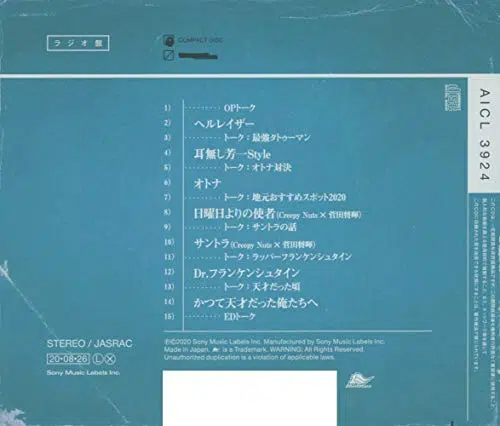 ラジオ盤
COMPACT DISC
1) ········· OPトーク
2) ヘルレイザー
3) ········· トーク：最強タトゥーマン
4) 耳無し芳一Style
5) ········· トーク：オトナ対決
6) オトナ
7) ········· トーク：地元おすすめスポット2020
8) 日曜日よりの使者(Creepy Nuts × 菅田将暉)
9) ········· トーク：サントラの話
10) サントラ(Creepy Nuts × 菅田将暉)
11) ········· トーク：ラッパーフランケンシュタイン
12) Dr.フランケンシュタイン
13) ········· トーク：天才だった頃
14) かつて天才だった俺たちへ
15) ········· EDトーク
AICL 3924
STEREO / JASRAC
20·08·26 L X
Sony Music Labels Inc.
℗©2020 Sony Music Labels Inc. Manufactured by Sony Music Labels Inc.
Made in Japan. is a Trademark. WARNING: All Rights Reserved.
Unauthorized duplication is a violation of applicable laws.